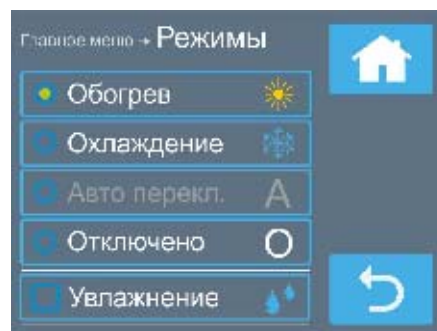 Главное меню → Режимы
Обогрев
Охлаждение
Авто перекл. A
Отключено O
Увлажнение